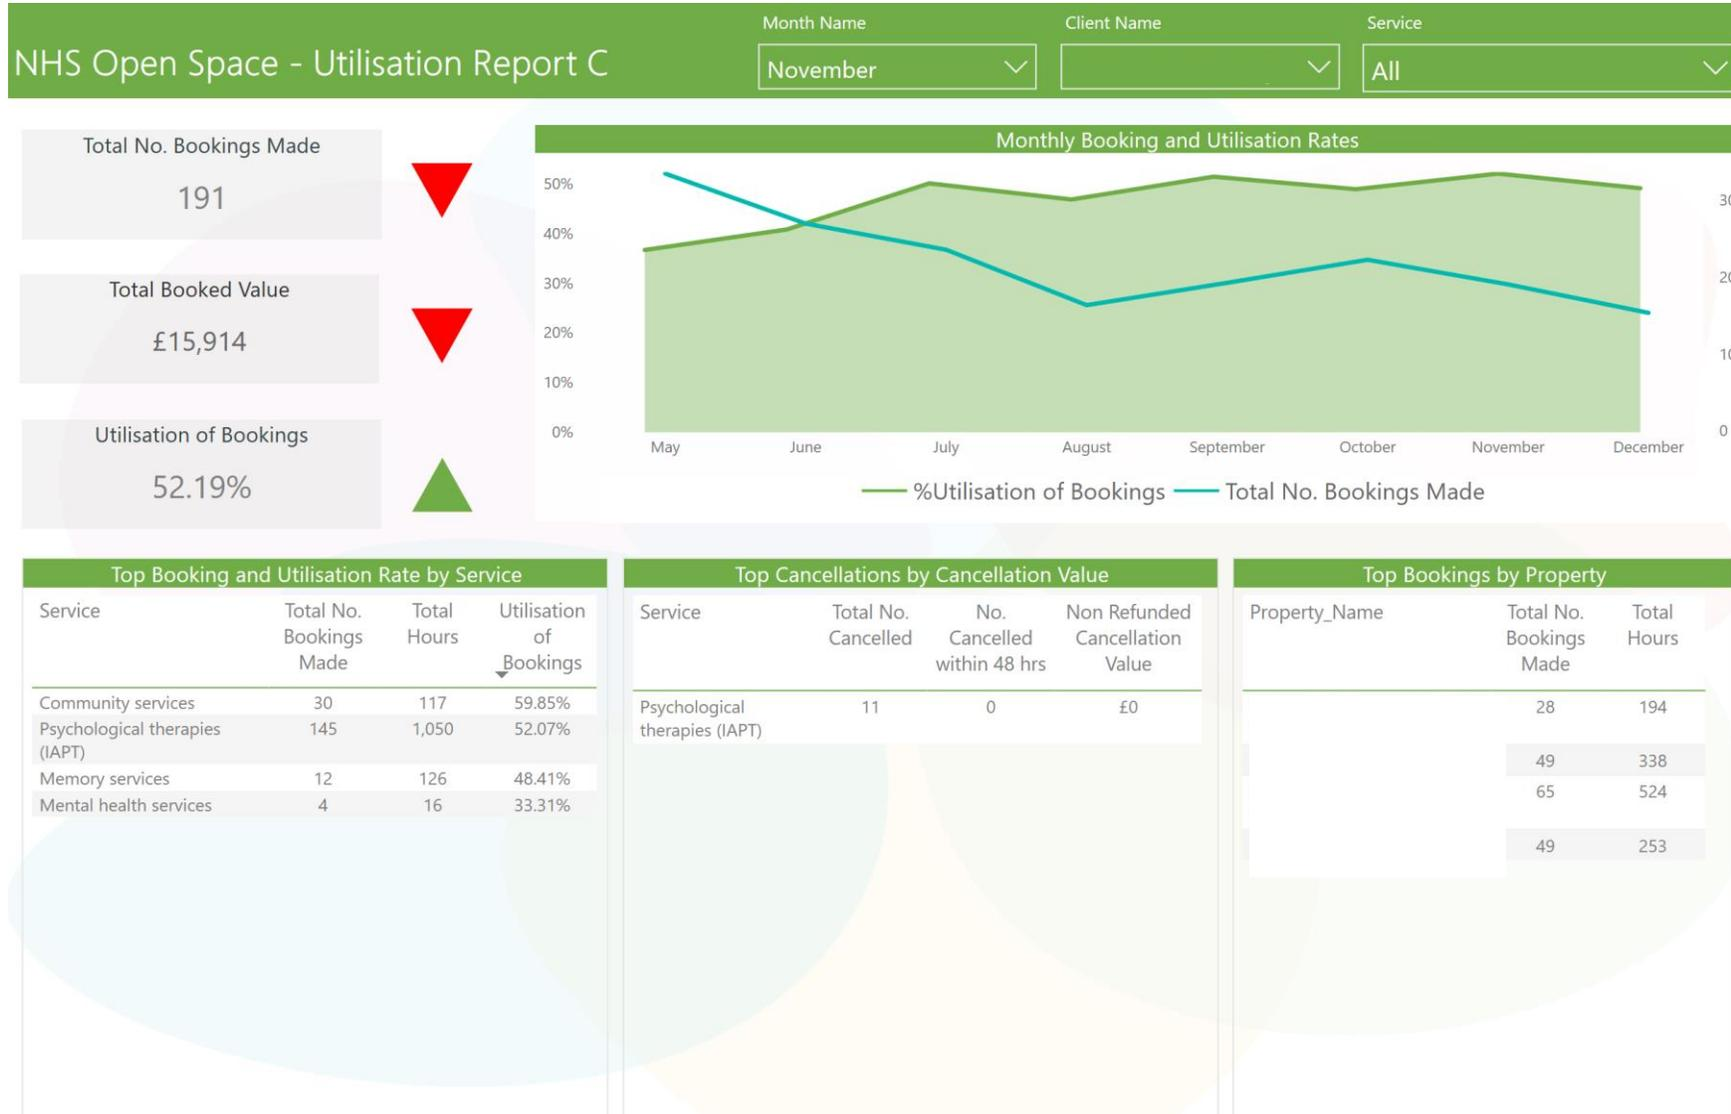 NHS Open Space - Utilisation Report C
Month Name
November
Client Name
Service
All
Total No. Bookings Made
191
Total Booked Value
£15,914
Utilisation of Bookings
52.19%
Monthly Booking and Utilisation Rates
50%
40%
30%
20%
10%
0%
0
May June July August September October November December
%Utilisation of Bookings Total No. Bookings Made
Top Booking and Utilisation Rate by Service
Service Total No. Total Utilisation
Bookings Hours of
Made Bookings
Community services 30 117 59.85%
Psychological therapies 145 1,050 52.07%
(IAPT)
Memory services 12 126 48.41%
Mental health services 4 16 33.31%
Top Cancellations by Cancellation Value
Service Total No. No. Non Refunded
Cancelled Cancelled Cancellation
within 48 hrs Value
Psychological 11 0 £0
therapies (IAPT)
Top Bookings by Property
Property_Name Total No. Total
Bookings Hours
Made
28 194
49 338
65 524
49 253